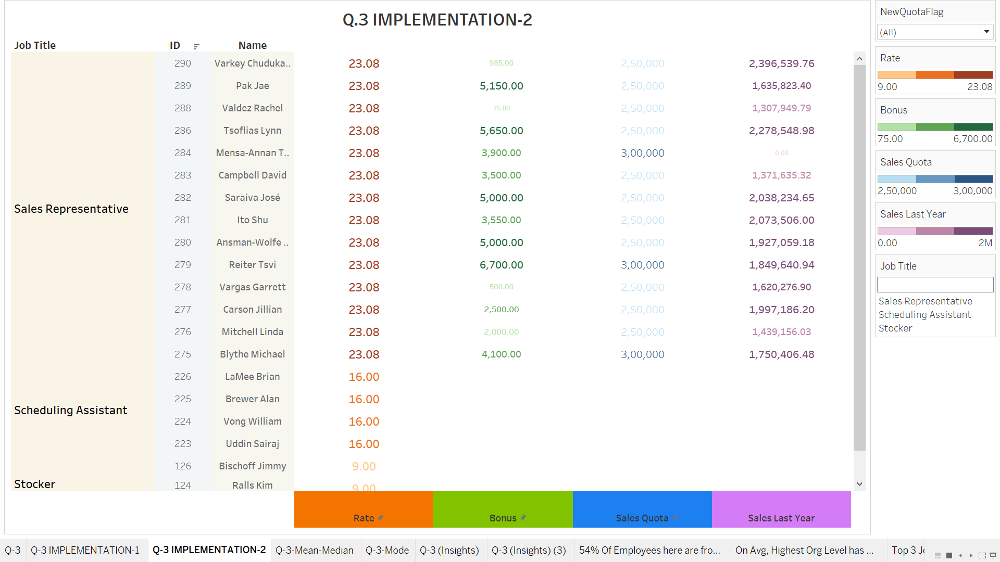 Q.3 IMPLEMENTATION-2
Job Title ID Name
290 Varkey Chuduka.. 23.08 985.00 2,50,000 2,396,539.76
289 Pak Jae 23.08 5,150.00 2,50,000 1,635,823.40
288 Valdez Rachel 23.08 75.00 2,50,000 1,307,949.79
286 Tsoflias Lynn 23.08 5,650.00 2,50,000 2,278,548.98
284 Mensa-Annan T.. 23.08 3,900.00 3,00,000 0.00
283 Campbell David 23.08 3,500.00 2,50,000 1,371,635.32
282 Saraiva José 23.08 5,000.00 2,50,000 2,038,234.65
Sales Representative
281 Ito Shu 23.08 3,550.00 2,50,000 2,073,506.00
280 Ansman-Wolfe .. 23.08 5,000.00 2,50,000 1,927,059.18
279 Reiter Tsvi 23.08 6,700.00 3,00,000 1,849,640.94
278 Vargas Garrett 23.08 500.00 2,50,000 1,620,276.90
277 Carson Jillian 23.08 2,500.00 2,50,000 1,997,186.20
276 Mitchell Linda 23.08 2,000.00 2,50,000 1,439,156.03
275 Blythe Michael 23.08 4,100.00 3,00,000 1,750,406.48
226 LaMee Brian 16.00
225 Brewer Alan 16.00
Scheduling Assistant
224 Vong William 16.00
223 Uddin Sairaj 16.00
126 Bischoff Jimmy 9.00
Stocker 124 Ralls Kim 9.00
Rate Bonus Sales Quota Sales Last Year
NewQuotaFlag
(All)
Rate
9.00 23.08
Bonus
75.00 6,700.00
Sales Quota
2,50,000 3,00,000
Sales Last Year
0.00 2M
Job Title
Sales Representative
Scheduling Assistant
Stocker
Q-3 Q-3 IMPLEMENTATION-1 Q-3 IMPLEMENTATION-2 Q-3-Mean-Median Q-3-Mode Q-3 (Insights) Q-3 (Insights) (3) 54% Of Employees here are fro... On Avg, Highest Org Level has ... Top 3 Jo